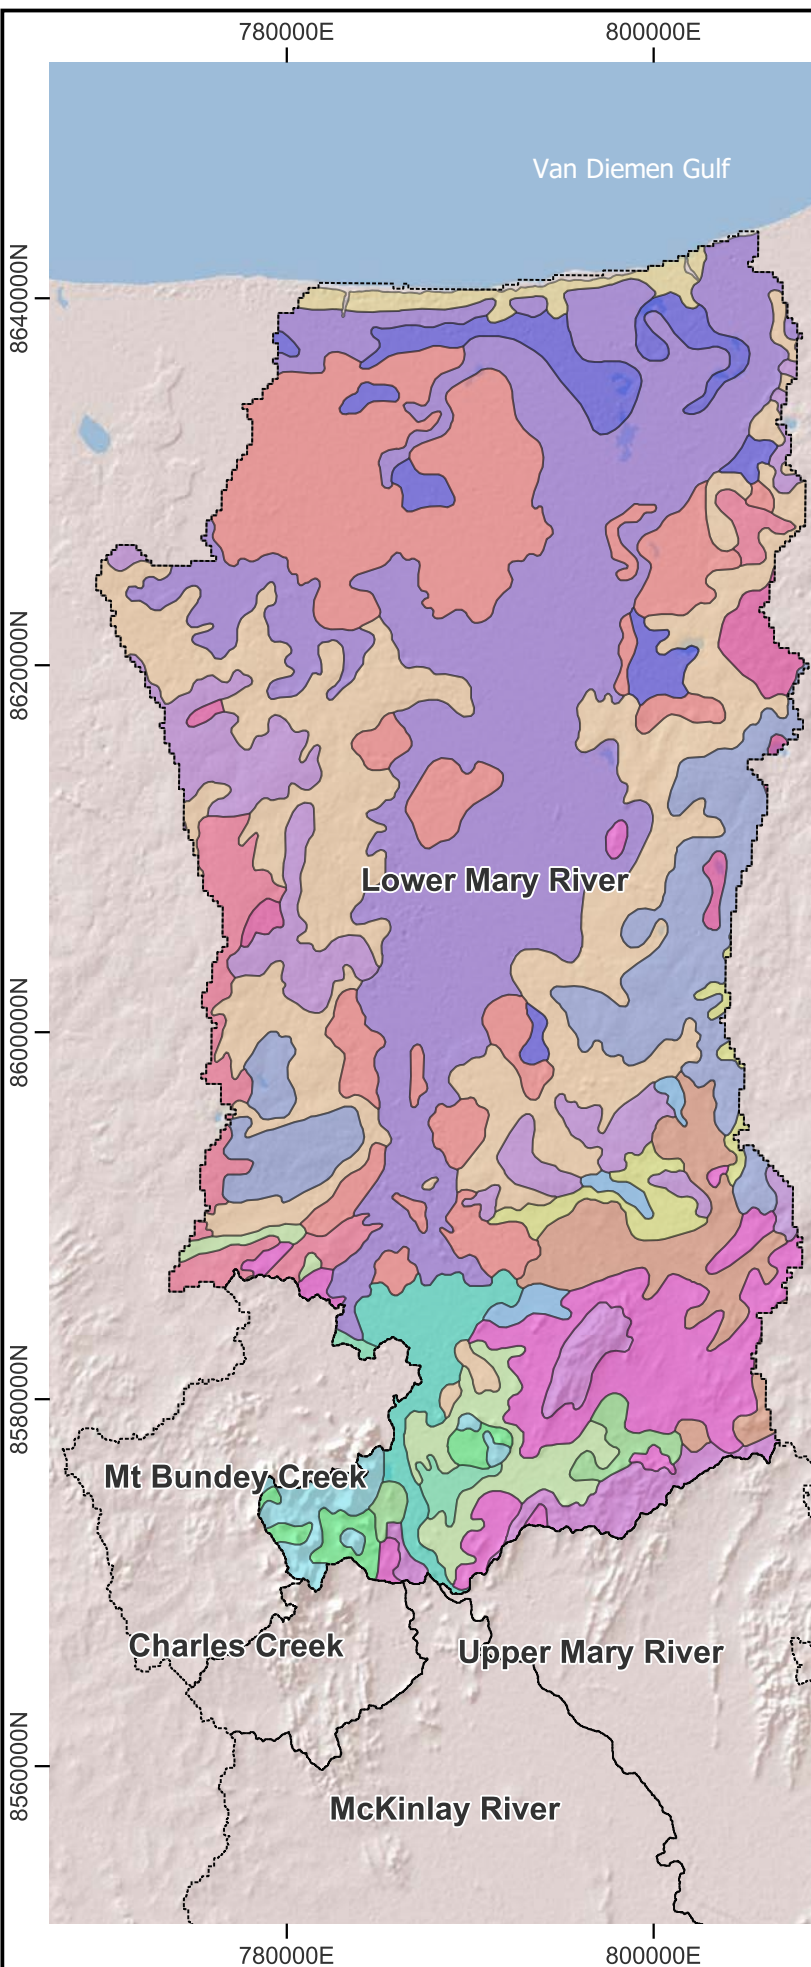 780000E 800000E
Van Diemen Gulf
8640000N
8620000N
Lower Mary River
8600000N
8580000N
Mt Bundey Creek
Charles Creek
Upper Mary River
8560000N
McKinlay River
780000E 800000E